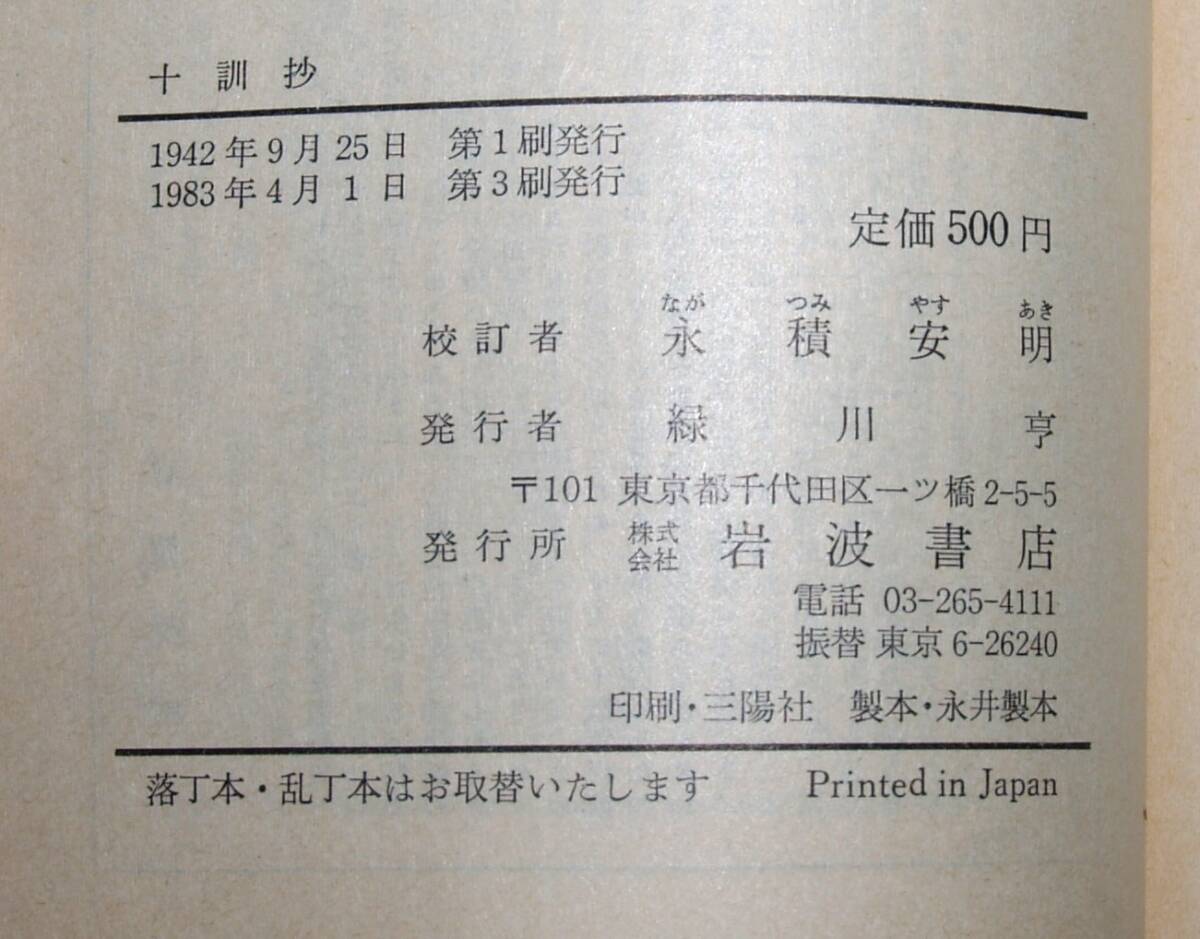 十訓抄
1942年9月25日 第1刷発行
1983年4月1日 第3刷発行
定価500円
なが つみ やす あき
校訂者 永積安明
発行者 緑川亨
〒101 東京都千代田区一ツ橋2-5-5
発行所 株式会社 岩波書店
電話 03-265-4111
振替 東京6-26240
印刷・三陽社 製本・永井製本
落丁本・乱丁本はお取替いたします Printed in Japan